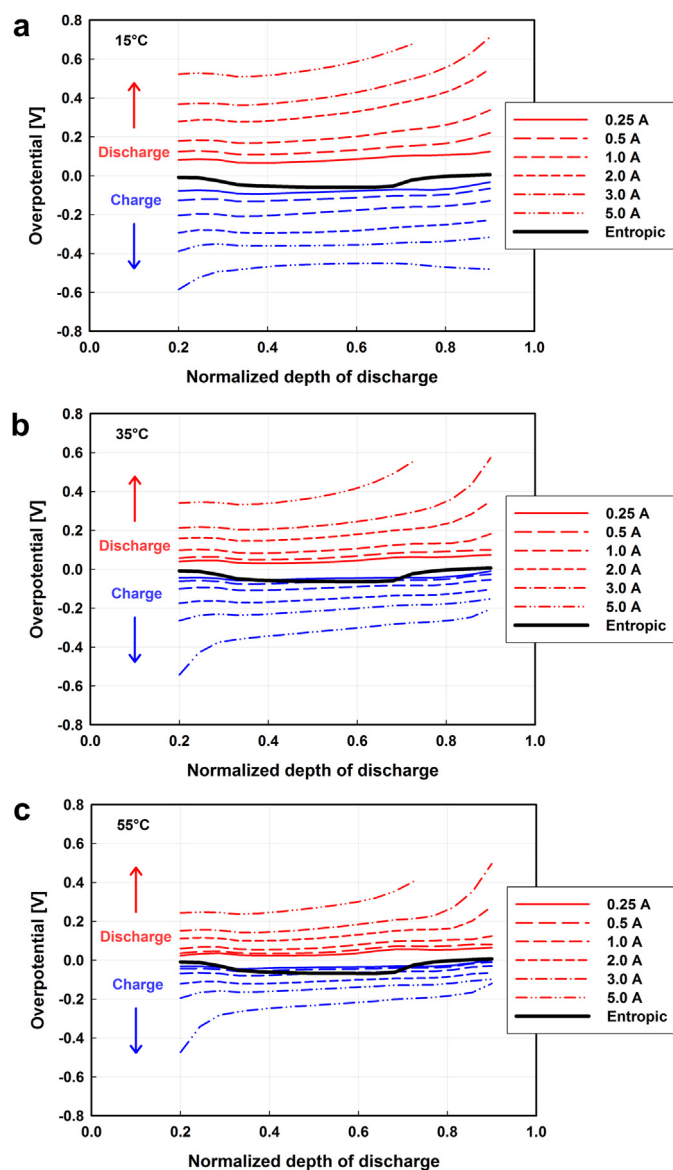 a
15°C
0.8
0.6
0.4
0.2
0.0
-0.2
-0.4
-0.6
-0.8
Overpotential [V]
Discharge
Charge
0.0 0.2 0.4 0.6 0.8 1.0
Normalized depth of discharge
0.25 A
0.5 A
1.0 A
2.0 A
3.0 A
5.0 A
Entropic
b
35°C
0.8
0.6
0.4
0.2
0.0
-0.2
-0.4
-0.6
-0.8
Overpotential [V]
Discharge
Charge
0.0 0.2 0.4 0.6 0.8 1.0
Normalized depth of discharge
0.25 A
0.5 A
1.0 A
2.0 A
3.0 A
5.0 A
Entropic
c
55°C
0.8
0.6
0.4
0.2
0.0
-0.2
-0.4
-0.6
-0.8
Overpotential [V]
Discharge
Charge
0.0 0.2 0.4 0.6 0.8 1.0
Normalized depth of discharge
0.25 A
0.5 A
1.0 A
2.0 A
3.0 A
5.0 A
Entropic